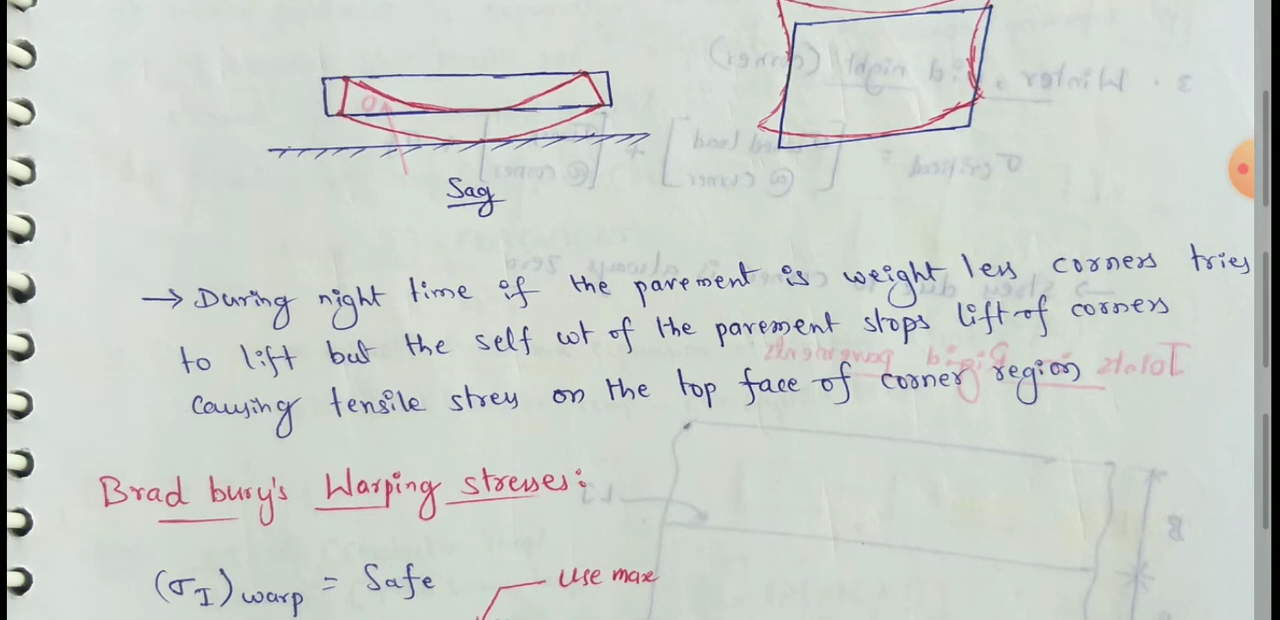 Sag
→ During night time if the pavement is weight less corners tries
to lift but the self wt of the pavement stops lift of corners
causing tensile stress on the top face of corner region
Brad bury's Warping stresses:
(σI) warp = Safe
use max